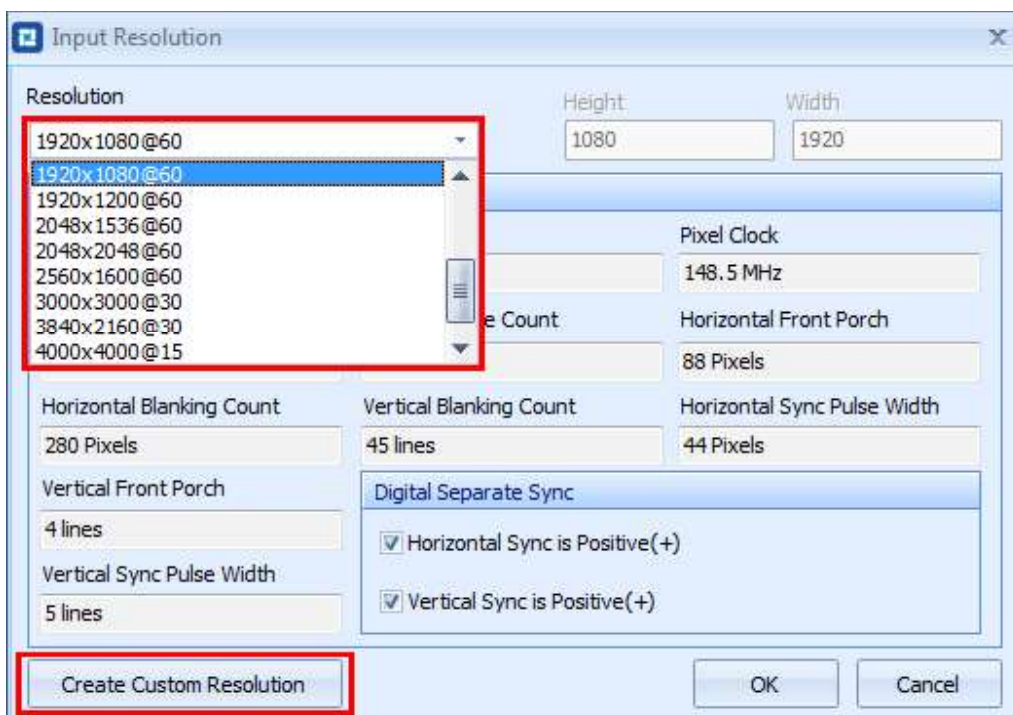 Input Resolution
Resolution
Height
Width
1920x1080@60
1080
1920
1920x1080@60
1920x1200@60
2048x1536@60
2048x2048@60
2560x1600@60
3000x3000@30
3840x2160@30
4000x4000@15
Pixel Clock
148.5 MHz
Count
Horizontal Front Porch
88 Pixels
Horizontal Blanking Count
Vertical Blanking Count
Horizontal Sync Pulse Width
280 Pixels
45 lines
44 Pixels
Vertical Front Porch
Digital Separate Sync
4 lines
Horizontal Sync is Positive(+)
Vertical Sync Pulse Width
Vertical Sync is Positive(+)
5 lines
Create Custom Resolution
OK
Cancel